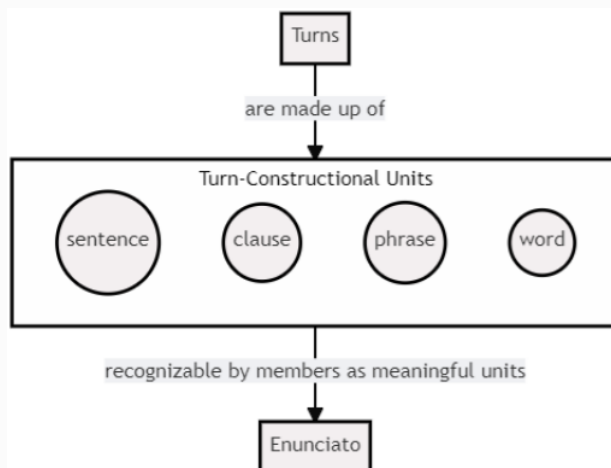 Turns
are made up of
Turn-Constructional Units
sentence clause phrase word
recognizable by members as meaningful units
Enunciato